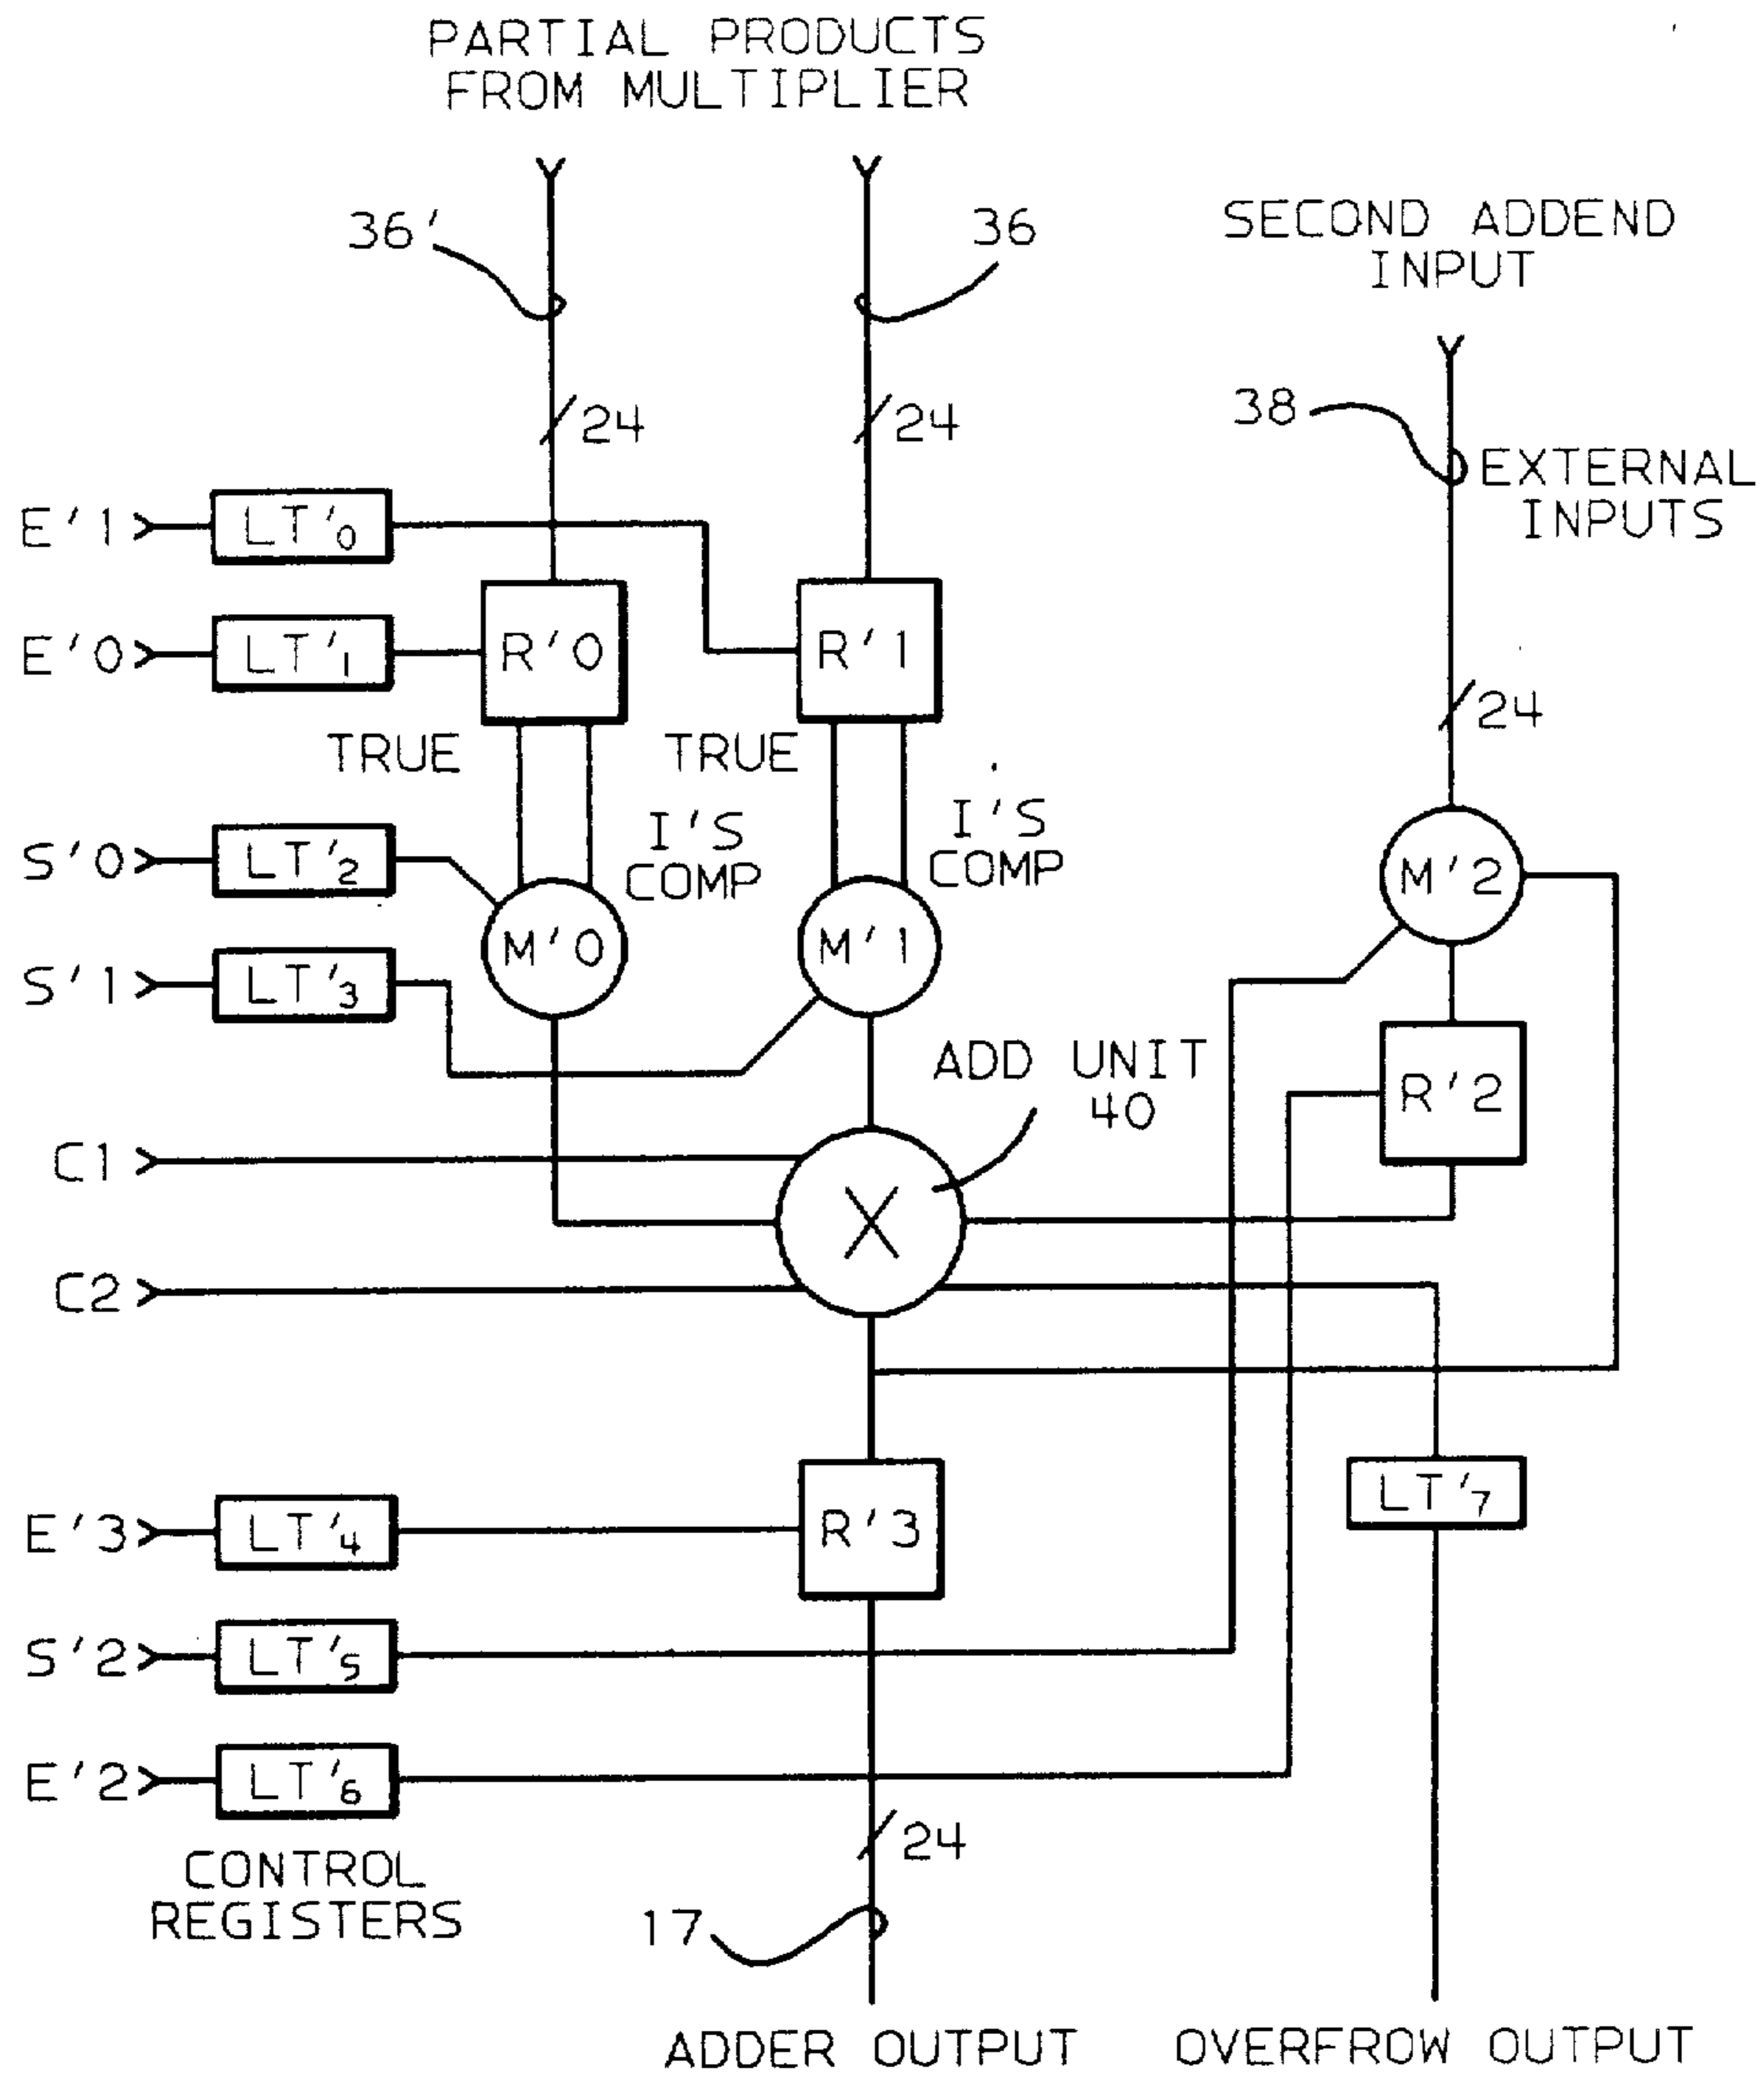 PARTIAL PRODUCTS
FROM MULTIPLIER
36'
36
SECOND ADDEND
INPUT
24
24
38
EXTERNAL
INPUTS
E'1
LT'0
E'0
LT'1
R'0
R'1
24
TRUE
TRUE
I'S
COMP
I'S
COMP
S'0
LT'2
M'2
S'1
LT'3
M'0
M'1
ADD UNIT
40
R'2
C1
X
C2
LT'7
E'3
LT'4
R'3
S'2
LT'5
E'2
LT'6
24
CONTROL
REGISTERS
17
ADDER OUTPUT
OVERFROW OUTPUT